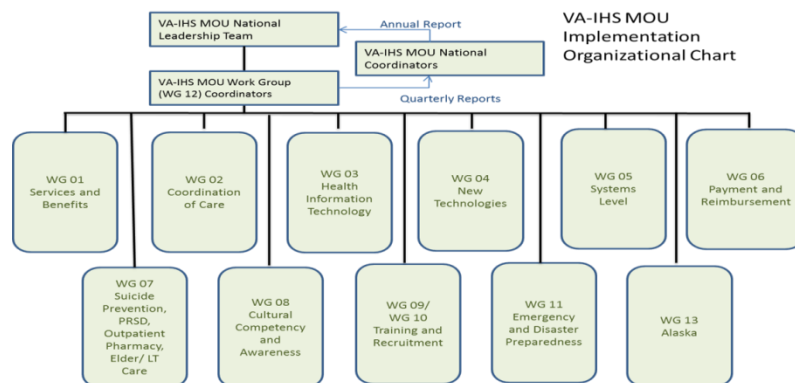 VA-IHS MOU National
Leadership Team
Annual Report
VA-IHS MOU National
Coordinators
VA-IHS MOU
Implementation
Organizational Chart
VA-IHS MOU Work Group
(WG 12) Coordinators
Quarterly Reports
WG 01
Services and
Benefits
WG 02
Coordination
of Care
WG 03
Health
Information
Technology
WG 04
New
Technologies
WG 05
Systems
Level
WG 06
Payment and
Reimbursement
WG 07
Suicide
Prevention,
PRSD,
Outpatient
Pharmacy,
Elder/ LT
Care
WG 08
Cultural
Competency
and
Awareness
WG 09/
WG 10
Training and
Recruitment
WG 11
Emergency
and Disaster
Preparedness
WG 13
Alaska